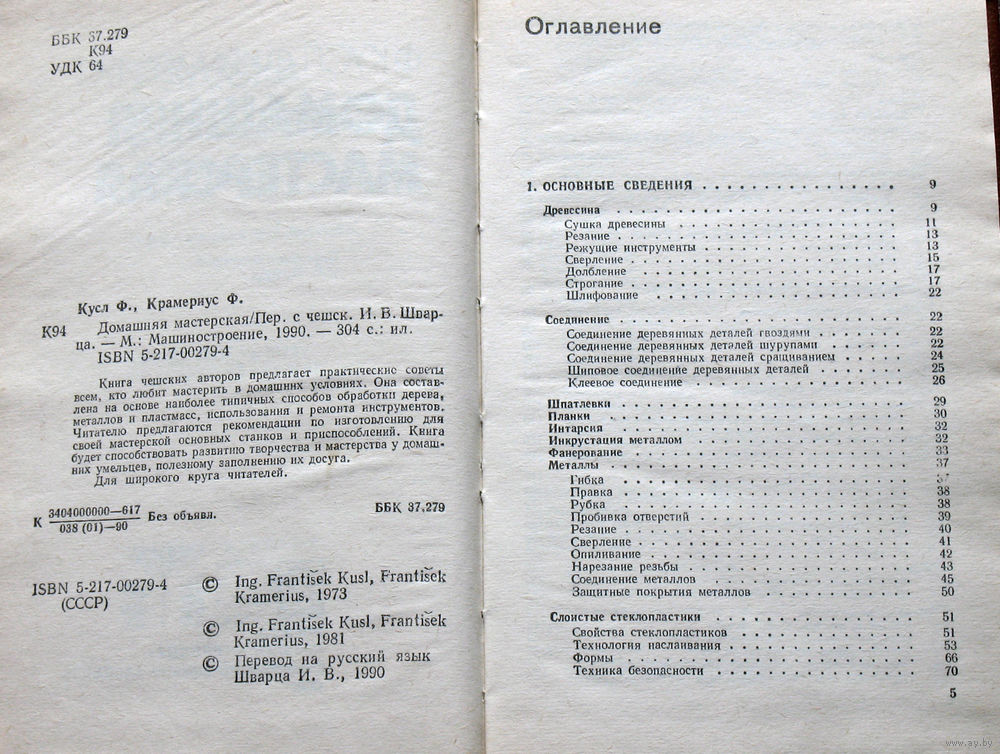 ББК 37.279
К94
УДК 64
Кусл Ф., Крамериус Ф.
К94 Домашняя мастерская/Пер. с чешск. И. В. Швар-
ца. — М.: Машиностроение, 1990. — 304 с.: ил.
ISBN 5-217-00279-4
Книга чешских авторов предлагает практические советы
всем, кто любит мастерить в домашних условиях. Она состав-
лена на основе наиболее типичных способов обработки дерева,
металлов и пластмасс, использования и ремонта инструментов.
Читателю предлагаются рекомендации по изготовлению для
своей мастерской основных станков и приспособлений. Книга
будет способствовать развитию творчества и мастерства у домаш-
них умельцев, полезному заполнению их досуга.
Для широкого круга читателей.
К 3404000000—617
038 (01)—90 Без объявл. ББК 37.279
ISBN 5-217-00279-4 © Ing. František Kusl, František
(СССР) Kramerius, 1973
© Ing. František Kusl, František
Kramerius, 1981
© Перевод на русский язык
Шварца И. В., 1990
Оглавление
1. ОСНОВНЫЕ СВЕДЕНИЯ . . . . . . . . . . . . . . 9
Древесина . . . . . . . . . . . . . . 9
Сушка древесины . . . . . . . . . . . . . . 11
Резание . . . . . . . . . . . . . . 13
Режущие инструменты . . . . . . . . . . . . . . 13
Сверление . . . . . . . . . . . . . . 15
Долбление . . . . . . . . . . . . . . 17
Строгание . . . . . . . . . . . . . . 17
Шлифование . . . . . . . . . . . . . . 22
Соединение . . . . . . . . . . . . . . 22
Соединение деревянных деталей гвоздями . . . . . . 22
Соединение деревянных деталей шурупами . . . . . . 22
Соединение деревянных деталей сращиванием . . . . . 24
Шиповое соединение деревянных деталей . . . . . . 25
Клеевое соединение . . . . . . . . . . . . . . 26
Шпатлевки . . . . . . . . . . . . . . 29
Планки . . . . . . . . . . . . . . 30
Интарсия . . . . . . . . . . . . . . 32
Инкрустация металлом . . . . . . . . . . . . . . 32
Фанерование . . . . . . . . . . . . . . 33
Металлы . . . . . . . . . . . . . . 37
Гибка . . . . . . . . . . . . . . 37
Правка . . . . . . . . . . . . . . 38
Рубка . . . . . . . . . . . . . . 38
Пробивка отверстий . . . . . . . . . . . . . . 39
Резание . . . . . . . . . . . . . . 40
Сверление . . . . . . . . . . . . . . 41
Опиливание . . . . . . . . . . . . . . 42
Нарезание резьбы . . . . . . . . . . . . . . 43
Соединение металлов . . . . . . . . . . . . . . 45
Защитные покрытия металлов . . . . . . . . . . 50
Слоистые стеклопластики . . . . . . . . . . . . 51
Свойства стеклопластиков . . . . . . . . . . . . 51
Технология наслаивания . . . . . . . . . . . . 53
Формы . . . . . . . . . . . . . . 66
Техника безопасности . . . . . . . . . . . . 70
5
www.ay.by